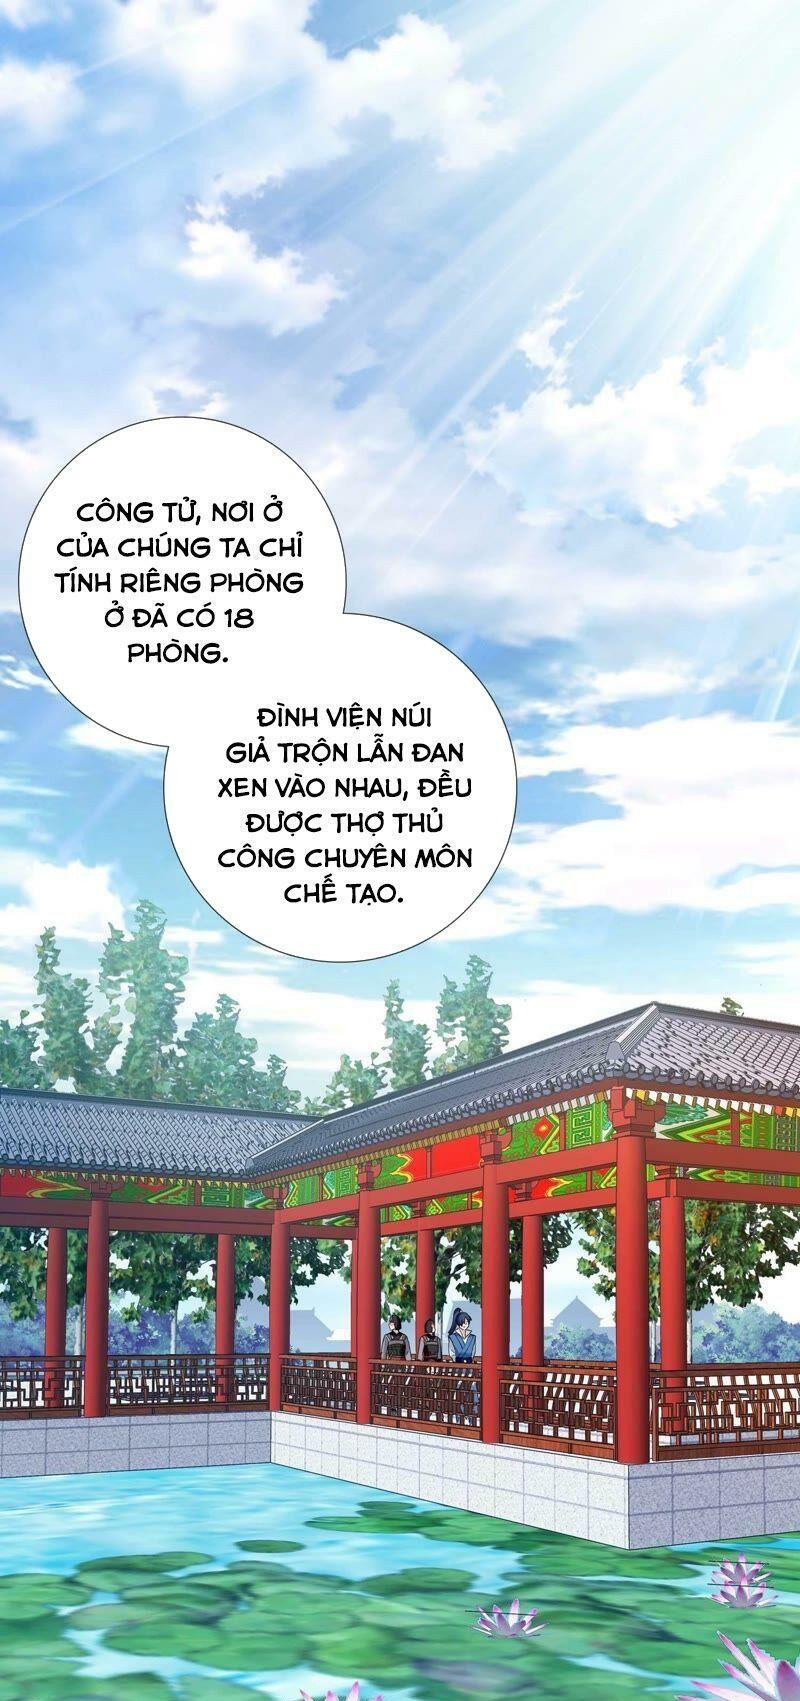 CÔNG TỬ, NƠI Ở
CỦA CHÚNG TA CHỈ
TÍNH RIÊNG PHÒNG
Ở ĐÃ CÓ 18
PHÒNG.
ĐÌNH VIỆN NÚI
GIẢ TRỘN LẪN ĐAN
XEN VÀO NHAU, ĐỀU
ĐƯỢC THỢ THỦ
CÔNG CHUYÊN MÔN
CHẾ TẠO.